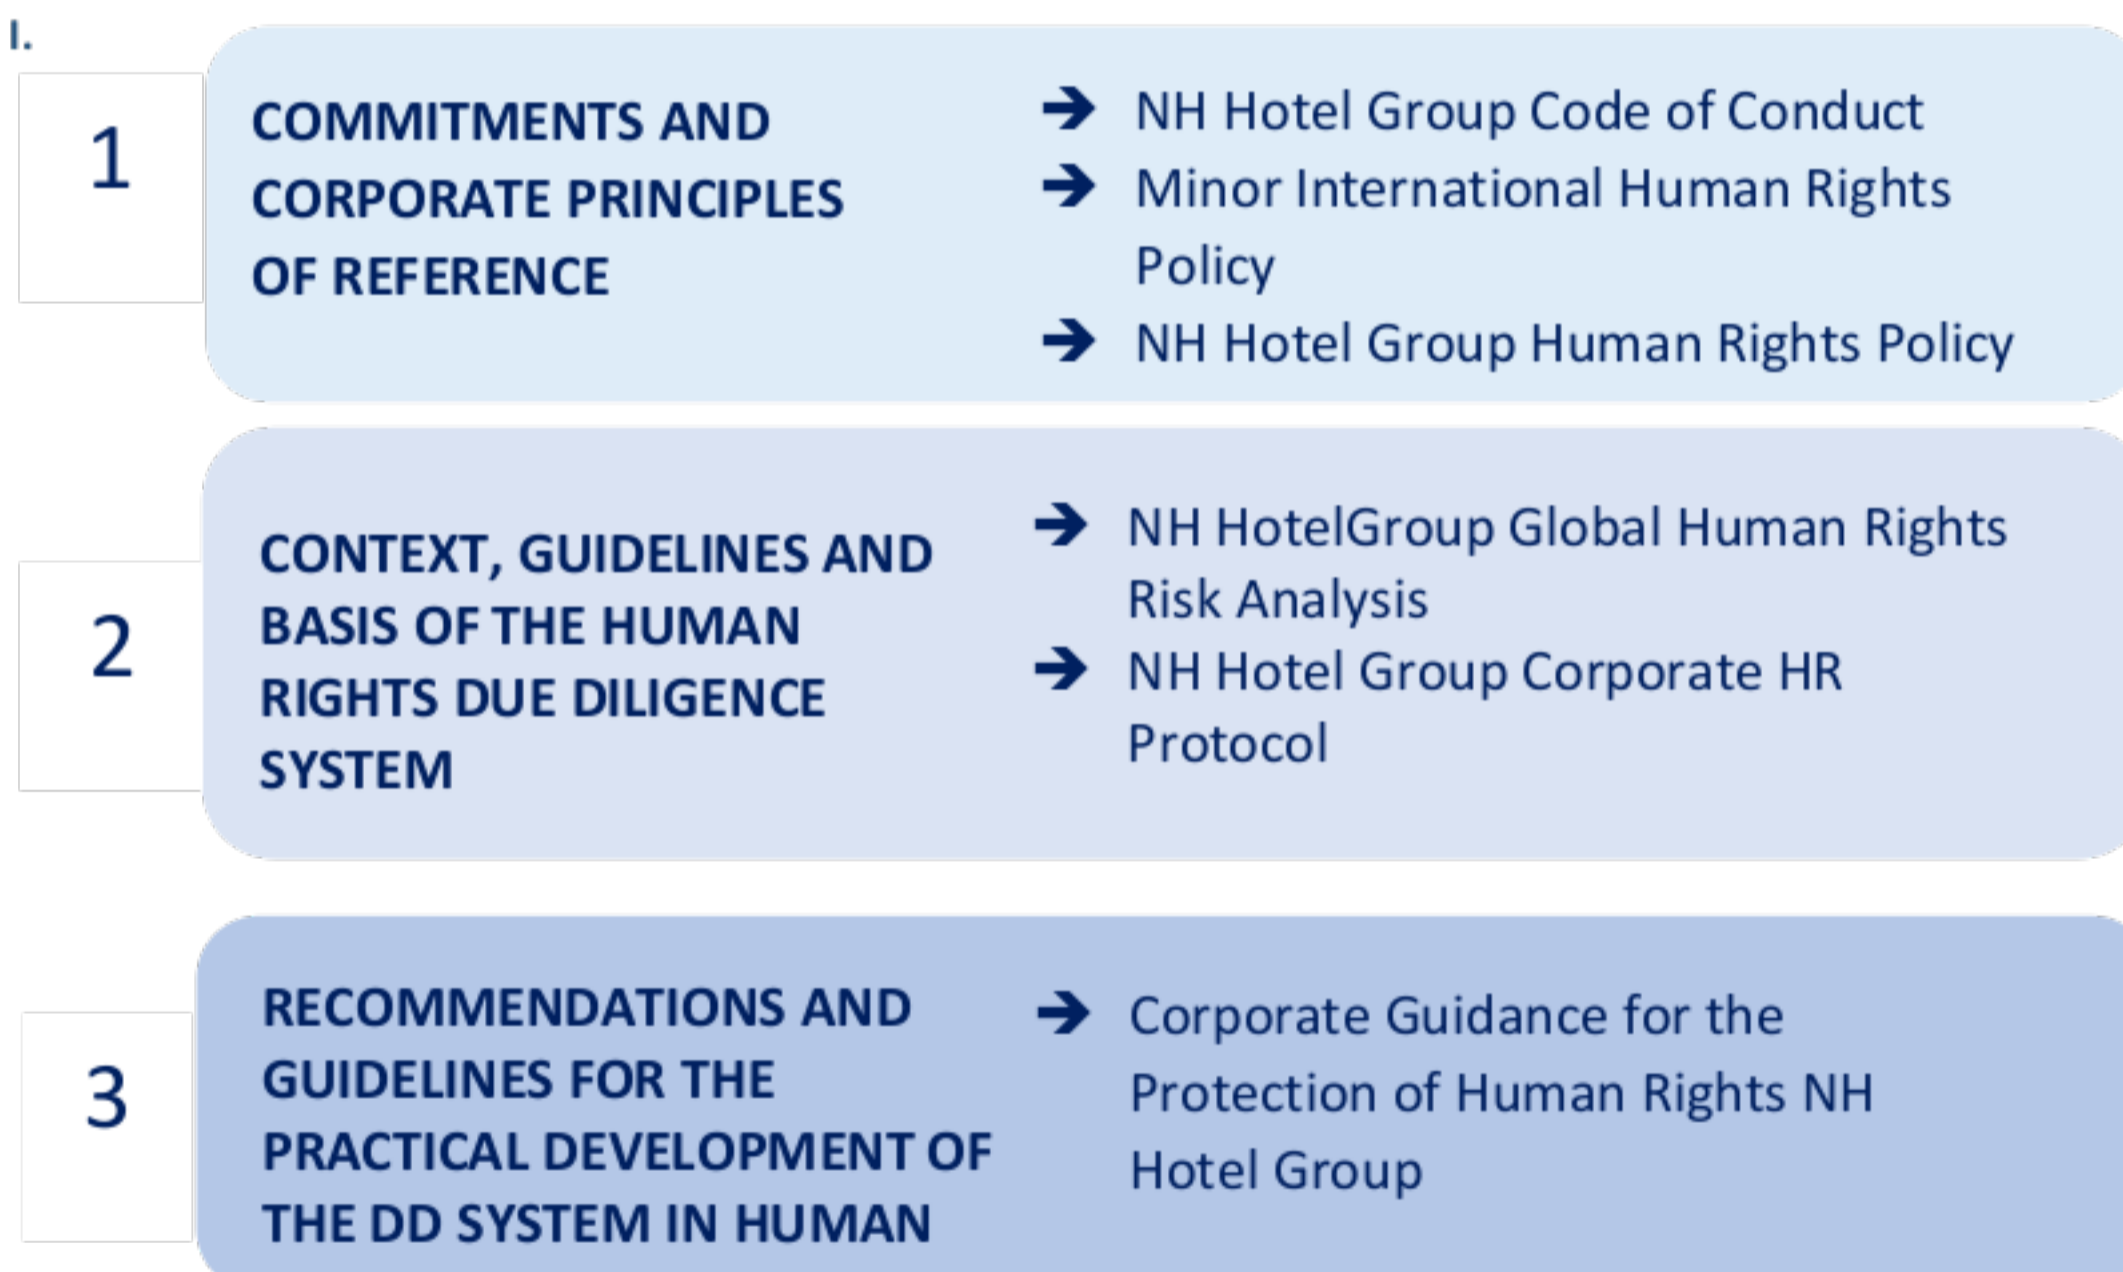 I.
1
COMMITMENTS AND
CORPORATE PRINCIPLES
OF REFERENCE
➔ NH Hotel Group Code of Conduct
➔ Minor International Human Rights
Policy
➔ NH Hotel Group Human Rights Policy
2
CONTEXT, GUIDELINES AND
BASIS OF THE HUMAN
RIGHTS DUE DILIGENCE
SYSTEM
➔ NH HotelGroup Global Human Rights
Risk Analysis
➔ NH Hotel Group Corporate HR
Protocol
3
RECOMMENDATIONS AND
GUIDELINES FOR THE
PRACTICAL DEVELOPMENT OF
THE DD SYSTEM IN HUMAN
➔ Corporate Guidance for the
Protection of Human Rights NH
Hotel Group